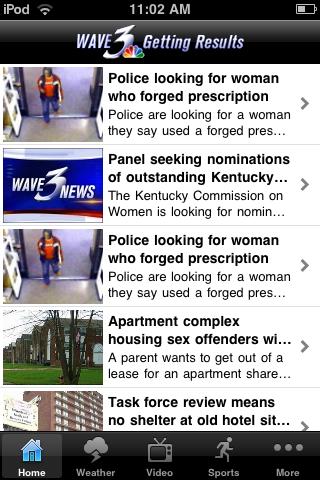 iPod 11:02 AM
WAVE 3 Getting Results
Police looking for woman
who forged prescription
Police are looking for a woman
they say used a forged pres...
WAVE 3 NEWS
Panel seeking nominations
of outstanding Kentucky...
The Kentucky Commission on
Women is looking for nomin...
Police looking for woman
who forged prescription
Police are looking for a woman
they say used a forged pres...
Apartment complex
housing sex offenders wi...
A parent wants to get out of a
lease for an apartment share...
Task force review means
no shelter at old hotel sit...
Home Weather Video Sports More